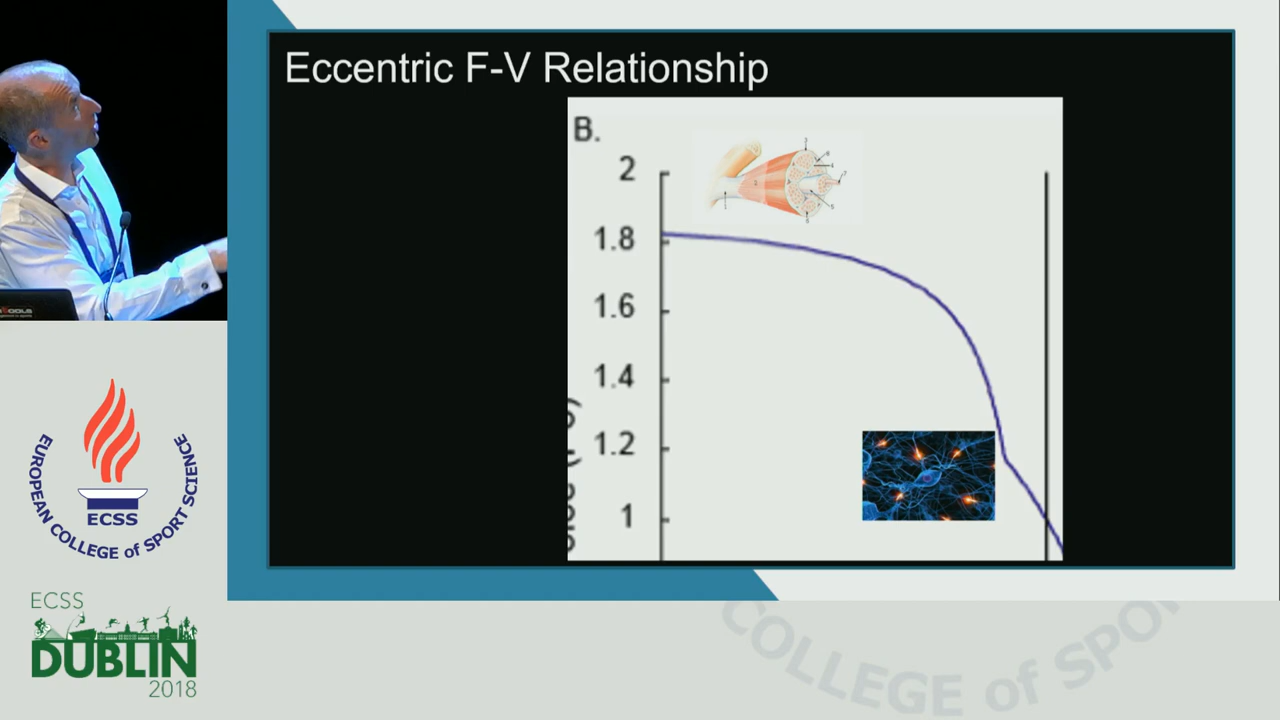 Eccentric F-V Relationship
B.
2
1.8
1.6
1.4
1.2
1
EUROPEAN COLLEGE of SPORT SCIENCE
ECSS
ECSS
DUBLIN
2018
COLLEGE of SPOR